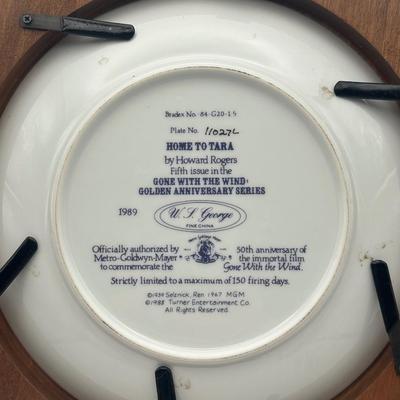 Bradex No. 84-G20-1.5
Plate No. 11027L
HOME TO TARA
by Howard Rogers
Fifth issue in the
GONE WITH THE WIND:
GOLDEN ANNIVERSARY SERIES
1989
W. S. George
FINE CHINA
Officially authorized by
Metro-Goldwyn-Mayer
to commemorate the
50th anniversary of
the immortal film
Gone With the Wind.
Strictly limited to a maximum of 150 firing days.
©1939 Selznick, Ren. 1967 MGM
©1988 Turner Entertainment Co.
All Rights Reserved.